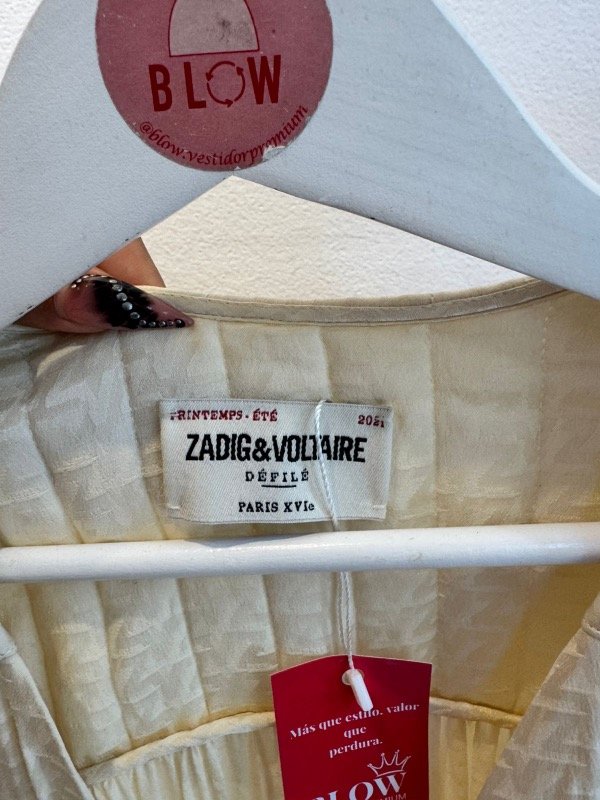 BLOW
@blow.vestidorpremium
PRINTEMPS - ÉTÉ 2021
ZADIG&VOLTAIRE
DÉFILÉ
PARIS XVIe
Más que estilo, valor
que
perdura.
BLOW